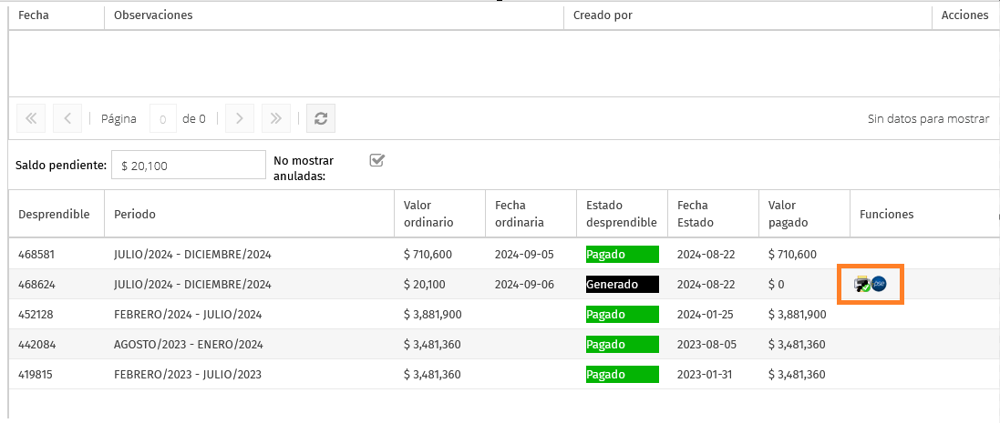 Fecha Observaciones Creado por Acciones
Página 0 de 0 Sin datos para mostrar
Saldo pendiente: $ 20,100 No mostrar
anuladas:
Desprendible Periodo Valor ordinario Fecha ordinaria Estado desprendible Fecha Estado Valor pagado Funciones
468581 JULIO/2024 - DICIEMBRE/2024 $ 710,600 2024-09-05 Pagado 2024-08-22 $ 710,600
468624 JULIO/2024 - DICIEMBRE/2024 $ 20,100 2024-09-06 Generado 2024-08-22 $ 0 pse
452128 FEBRERO/2024 - JULIO/2024 $ 3,881,900 Pagado 2024-01-25 $ 3,881,900
442084 AGOSTO/2023 - ENERO/2024 $ 3,481,360 Pagado 2023-08-05 $ 3,481,360
419815 FEBRERO/2023 - JULIO/2023 $ 3,481,360 Pagado 2023-01-31 $ 3,481,360